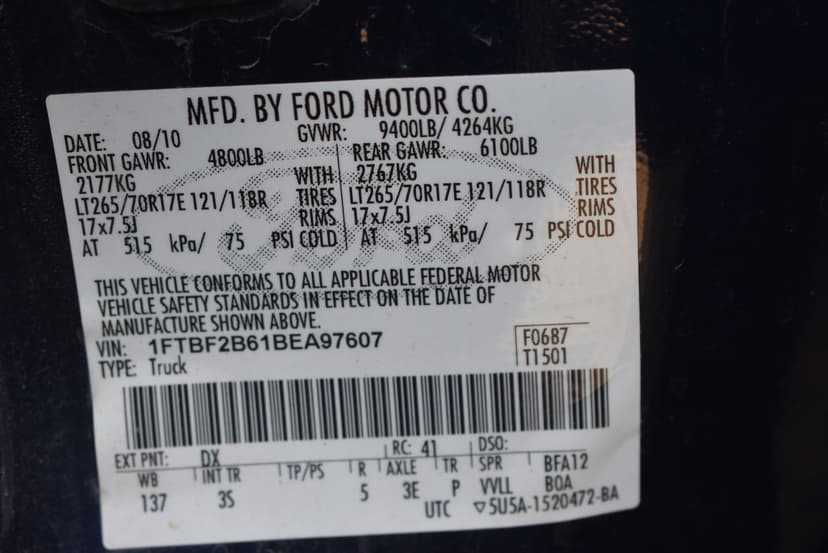 MFD. BY FORD MOTOR CO.
DATE: 08/10 GVWR: 9400LB/ 4264KG
FRONT GAWR: 4800LB REAR GAWR: 6100LB
2177KG WITH 2767KG WITH
LT265/70R17E 121/118R TIRES LT265/70R17E 121/118R TIRES
17x7.5J RIMS 17x7.5J RIMS
AT 515 kPa/ 75 PSI COLD AT 515 kPa/ 75 PSI COLD
THIS VEHICLE CONFORMS TO ALL APPLICABLE FEDERAL MOTOR
VEHICLE SAFETY STANDARDS IN EFFECT ON THE DATE OF
MANUFACTURE SHOWN ABOVE.
VIN: 1FTBF2B61BEA97607 F0687
TYPE: Truck T1501
EXT PNT: DX RC: 41 DSO:
WB INT TR TP/PS R AXLE TR SPR BFA12
137 3S 5 3E P VVLL BOA
UTC ▽5U5A-1520472-BA